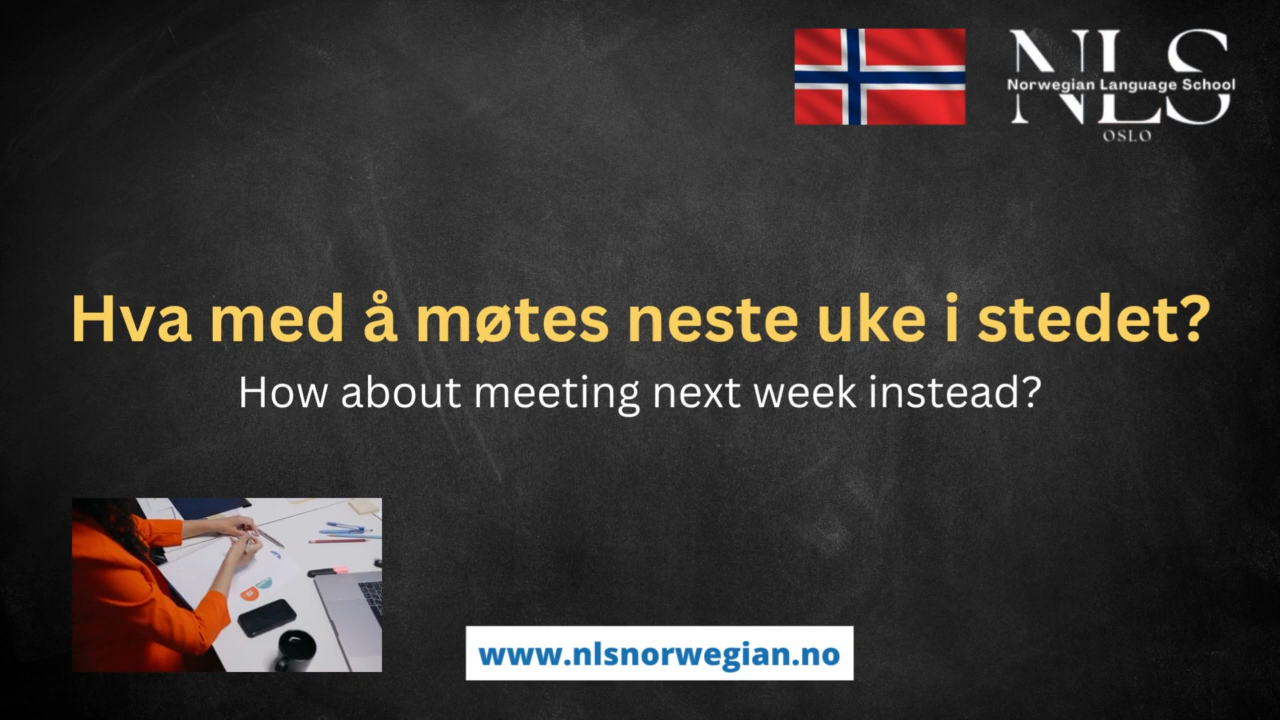 NLS
Norwegian Language School
OSLO
Hva med å møtes neste uke i stedet?
How about meeting next week instead?
www.nlsnorwegian.no